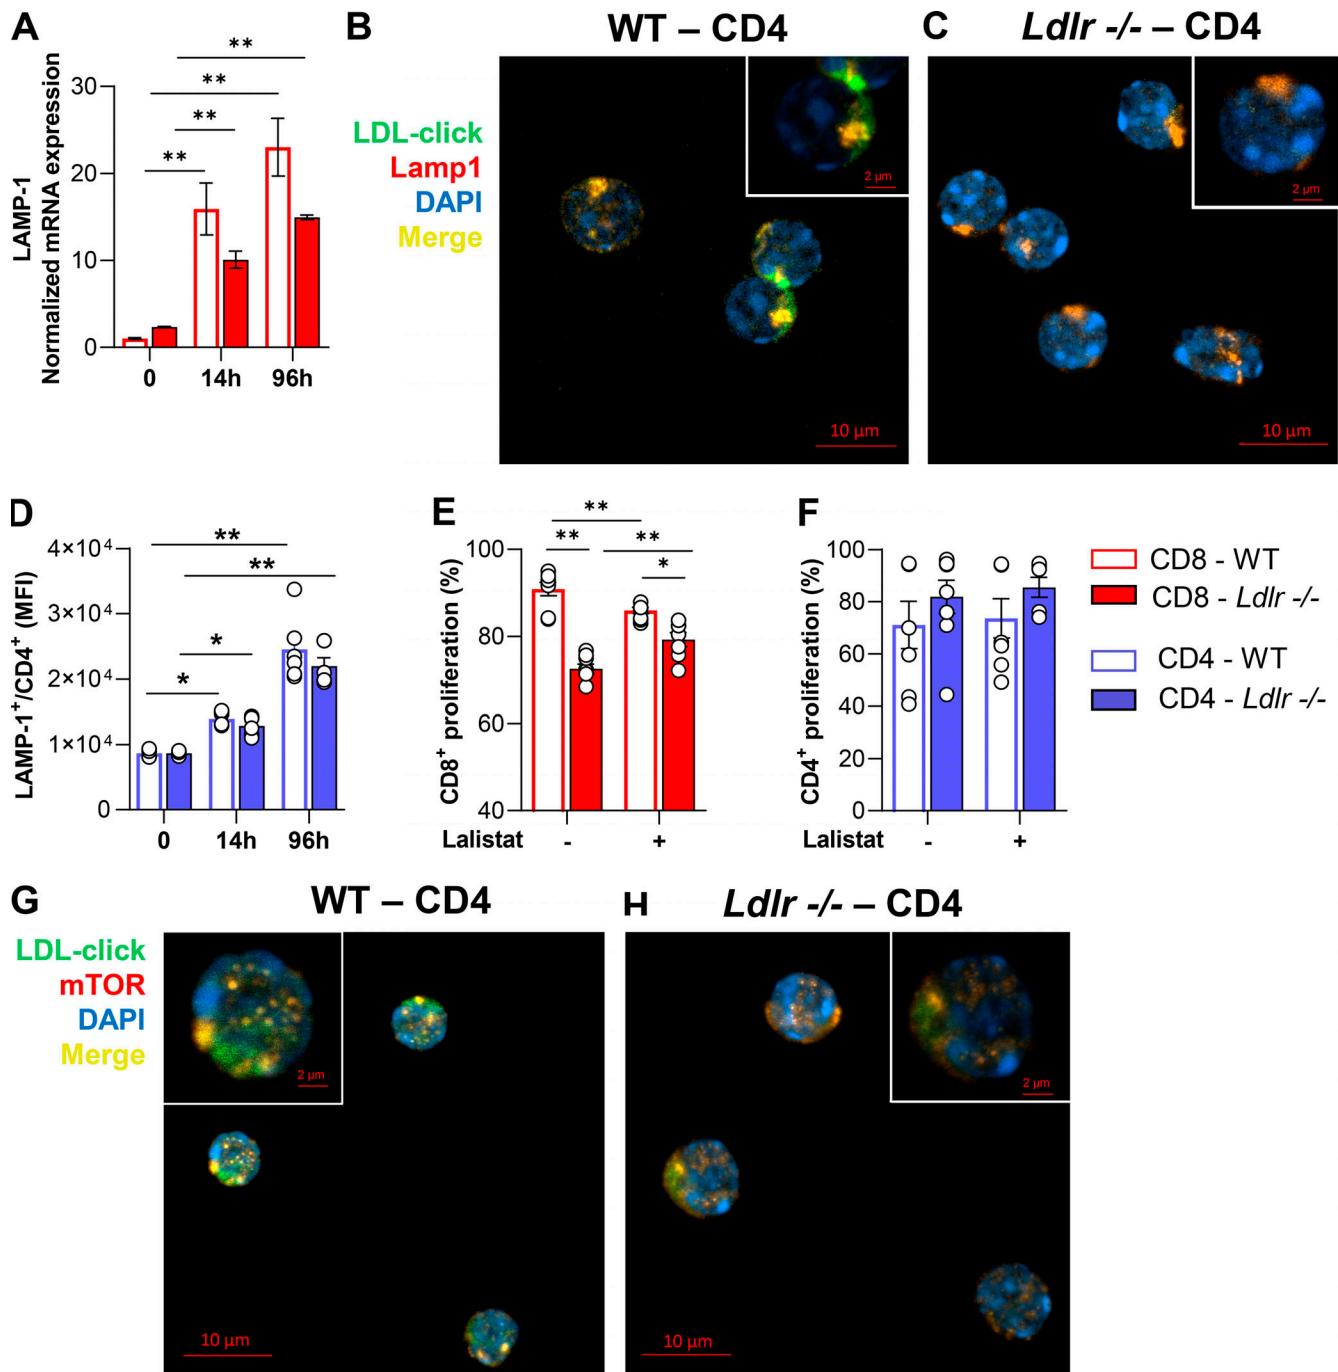 A
LAMP-1
Normalized mRNA expression
30
20
10
0
**
**
**
**
0 14h 96h
B
WT – CD4
LDL-click
Lamp1
DAPI
Merge
2 µm
10 µm
C
Ldlr -/- – CD4
2 µm
10 µm
D
LAMP-1+/CD4+ (MFI)
4×10⁴
3×10⁴
2×10⁴
1×10⁴
0
**
**
*
*
0 14h 96h
E
CD8+ proliferation (%)
100
80
60
40
**
**
**
*
Lalistat - +
F
CD4+ proliferation (%)
100
80
60
40
20
0
Lalistat - +
CD8 - WT
CD8 - Ldlr -/-
CD4 - WT
CD4 - Ldlr -/-
G
WT – CD4
LDL-click
mTOR
DAPI
Merge
2 µm
10 µm
H
Ldlr -/- – CD4
2 µm
10 µm